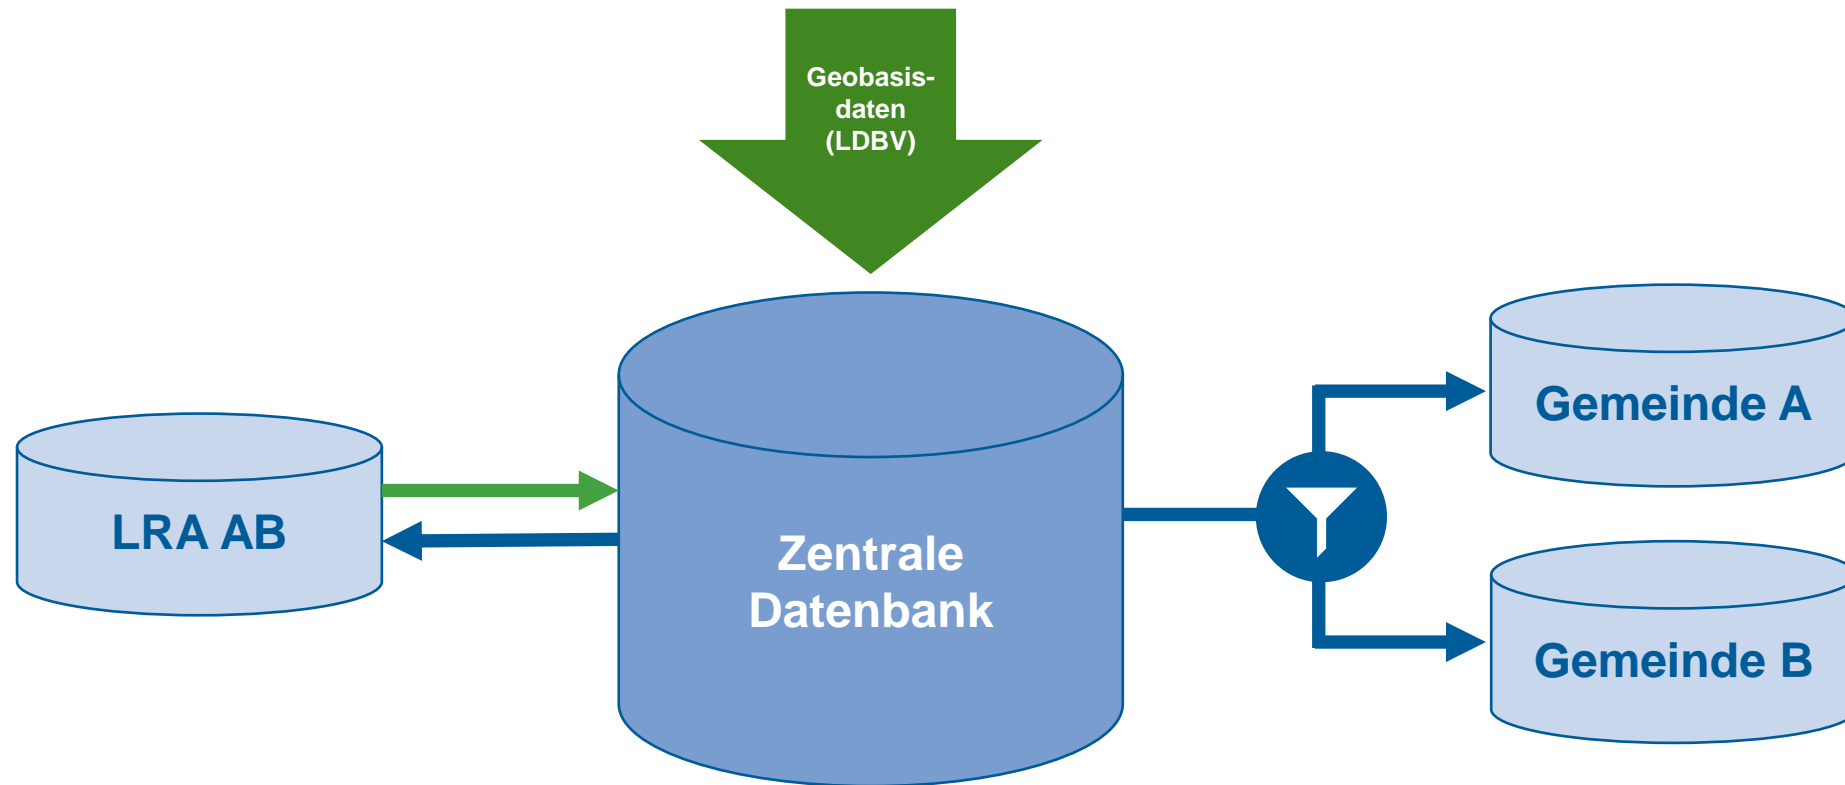 Geobasis-
daten
(LDBV)
LRA AB
Zentrale
Datenbank
Gemeinde A
Gemeinde B